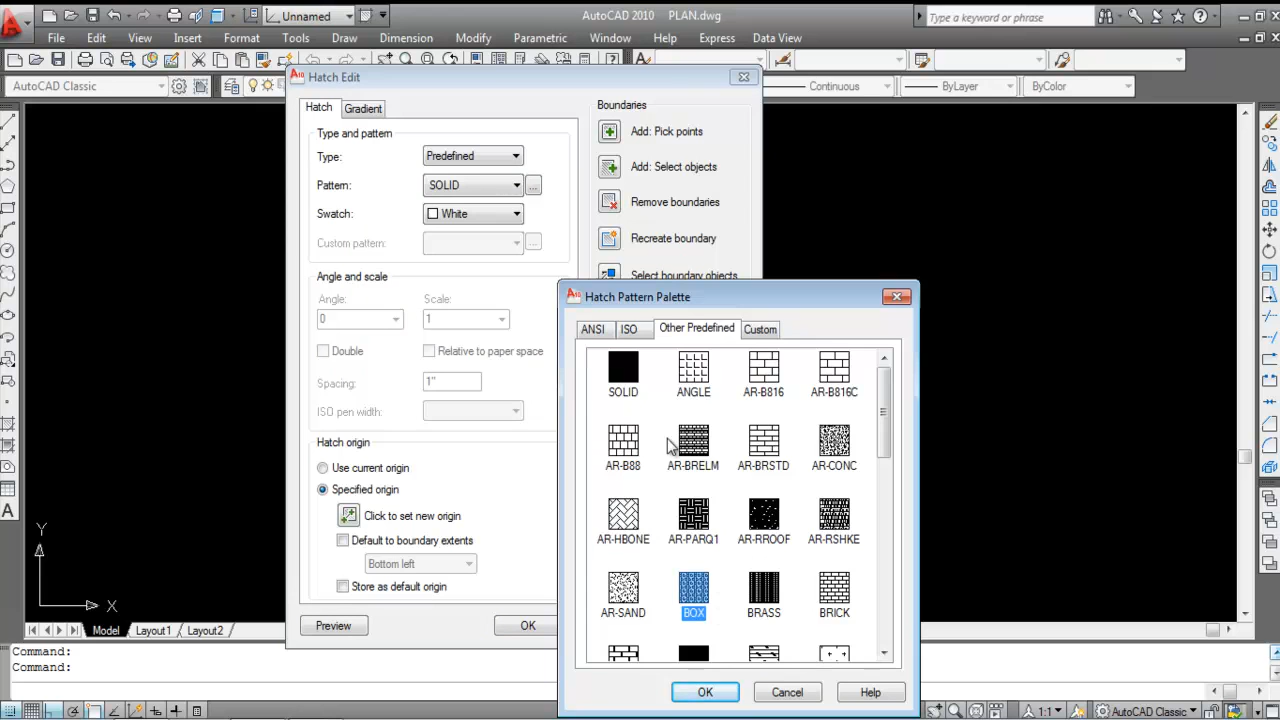 Unnamed
AutoCAD 2010 PLAN.dwg
Type a keyword or phrase
File Edit View Insert Format Tools Draw Dimension Modify Parametric Window Help Express Data View
AutoCAD Classic
Continuous
ByLayer
ByColor
Hatch Edit
Hatch Gradient
Type and pattern
Type: Predefined
Pattern: SOLID
Swatch: White
Custom pattern:
Angle and scale
Angle: Scale:
0 1
Double Relative to paper space
Spacing: 1"
ISO pen width:
Hatch origin
Use current origin
Specified origin
Click to set new origin
Default to boundary extents
Bottom left
Store as default origin
Preview OK
Boundaries
Add: Pick points
Add: Select objects
Remove boundaries
Recreate boundary
Select boundary objects
Hatch Pattern Palette
ANSI ISO Other Predefined Custom
SOLID ANGLE AR-B816 AR-B816C
AR-B88 AR-BRELM AR-BRSTD AR-CONC
AR-HBONE AR-PARQ1 AR-RROOF AR-RSHKE
AR-SAND BOX BRASS BRICK
OK Cancel Help
Y
X
Model Layout1 Layout2
Command:
Command:
1:1 AutoCAD Classic